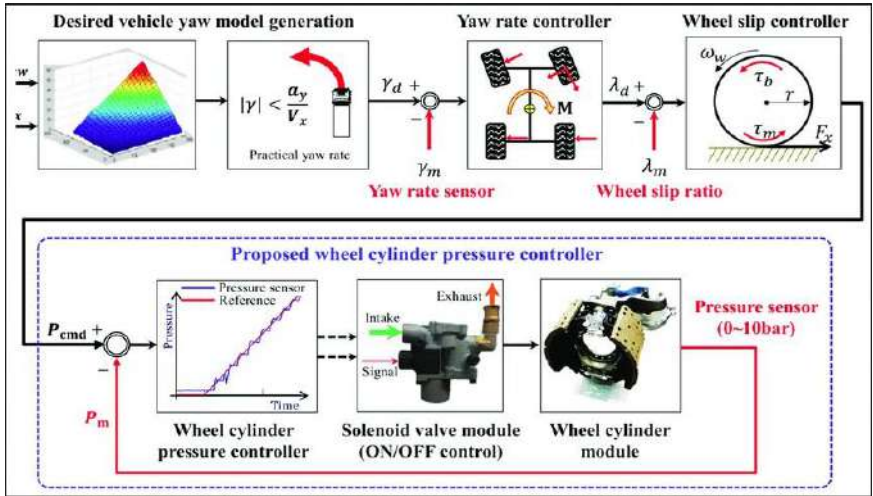 Desired vehicle yaw model generation
Yaw rate controller
Wheel slip controller
w
x
|γ| < a_y / V_x
Practical yaw rate
γ_d +
−
γ_m
Yaw rate sensor
M
λ_d +
−
λ_m
Wheel slip ratio
ω_w
τ_b
r
τ_m
F_x
Proposed wheel cylinder pressure controller
P_cmd +
−
P_m
Pressure sensor
Reference
Pressure
Time
Wheel cylinder
pressure controller
Intake
Signal
Exhaust
Solenoid valve module
(ON/OFF control)
Wheel cylinder
module
Pressure sensor
(0~10bar)